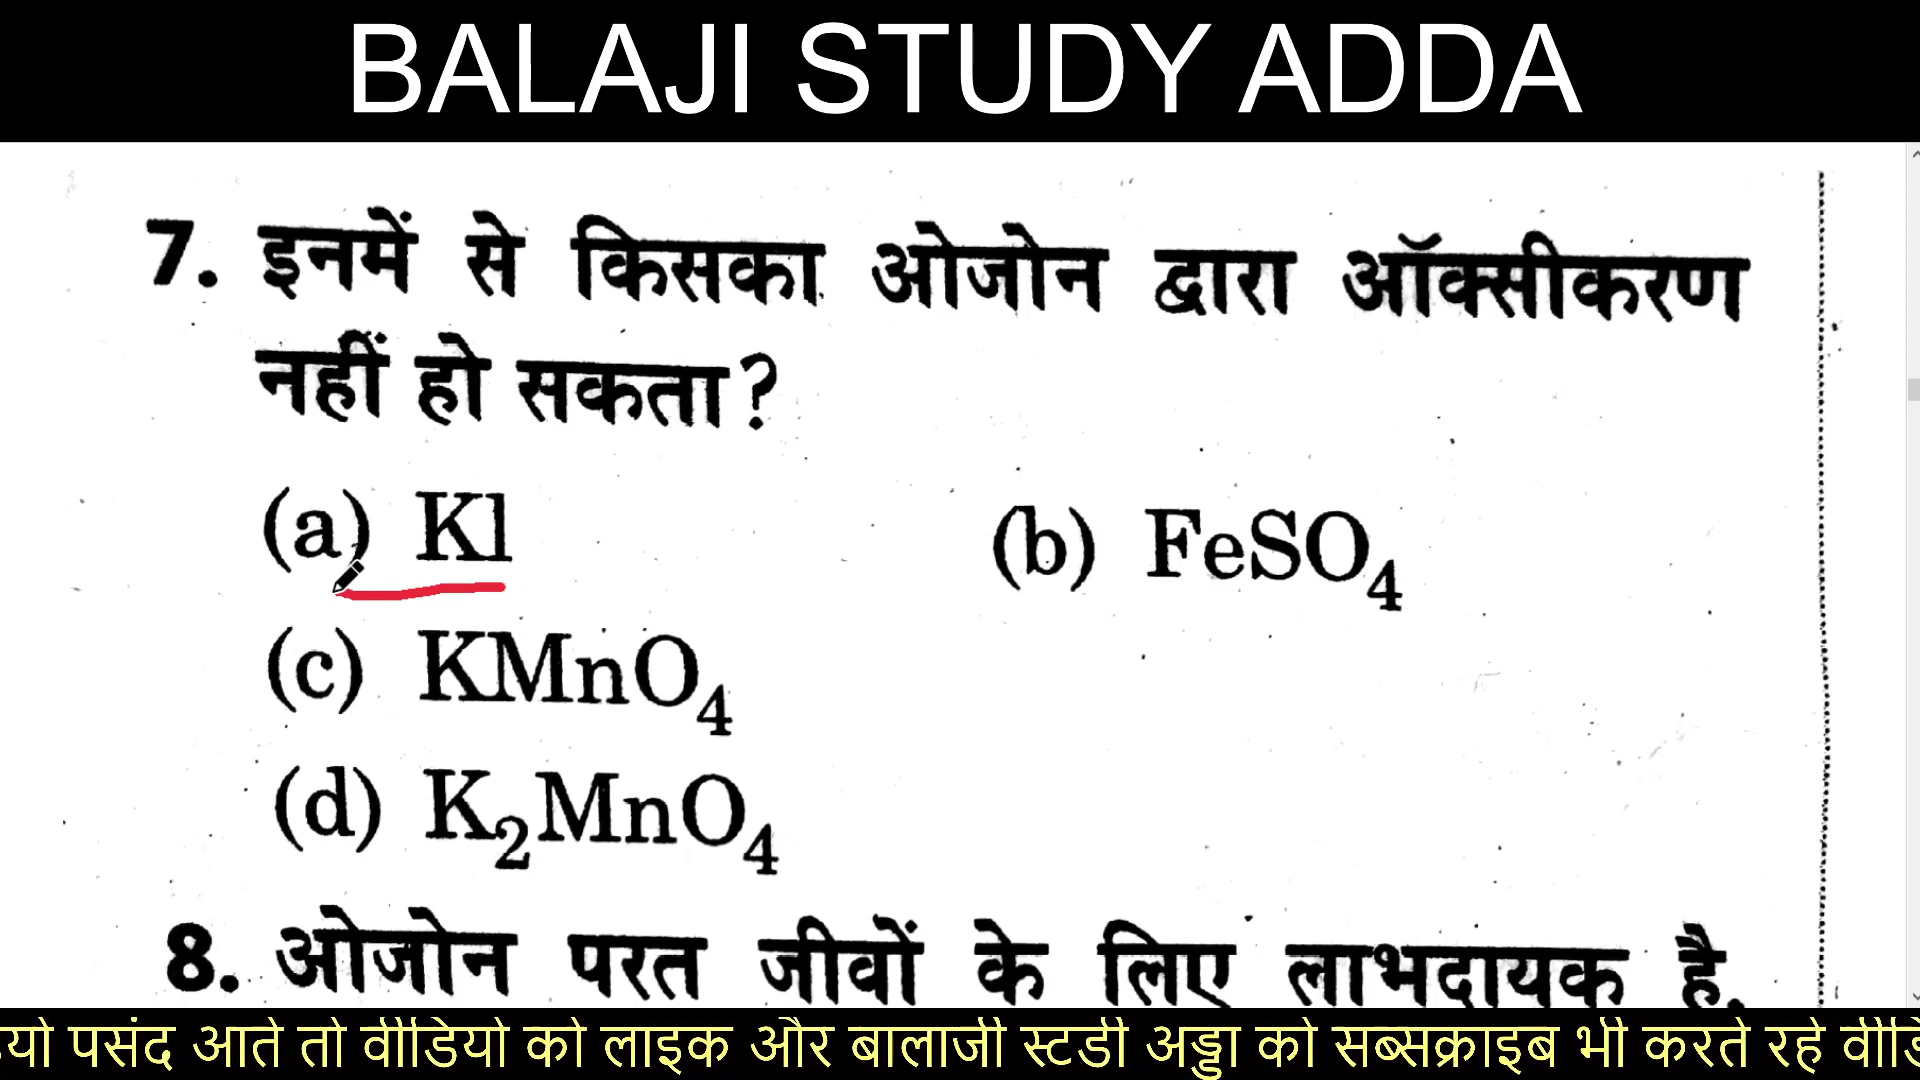 BALAJI STUDY ADDA
7. इनमें से किसका ओजोन द्वारा ऑक्सीकरण
नहीं हो सकता?
(a) Kl (b) FeSO₄
(c) KMnO₄
(d) K₂MnO₄
8. ओजोन परत जीवों के लिए लाभदायक है,
पसंद आते तो वीडियो को लाइक और बालाजी स्टडी अड्डा को सब्सक्राइब भी करते रहे